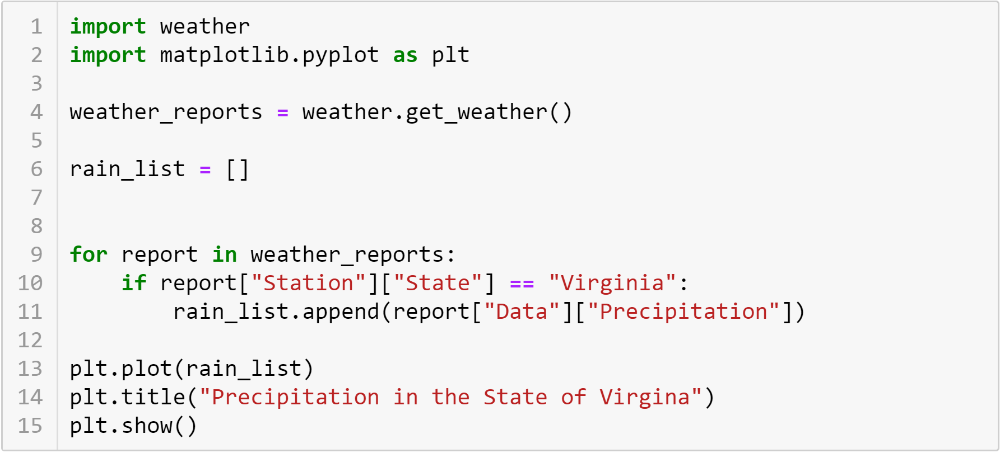 1 import weather
2 import matplotlib.pyplot as plt
3
4 weather_reports = weather.get_weather()
5
6 rain_list = []
7
8
9 for report in weather_reports:
10     if report["Station"]["State"] == "Virginia":
11         rain_list.append(report["Data"]["Precipitation"])
12
13 plt.plot(rain_list)
14 plt.title("Precipitation in the State of Virgina")
15 plt.show()